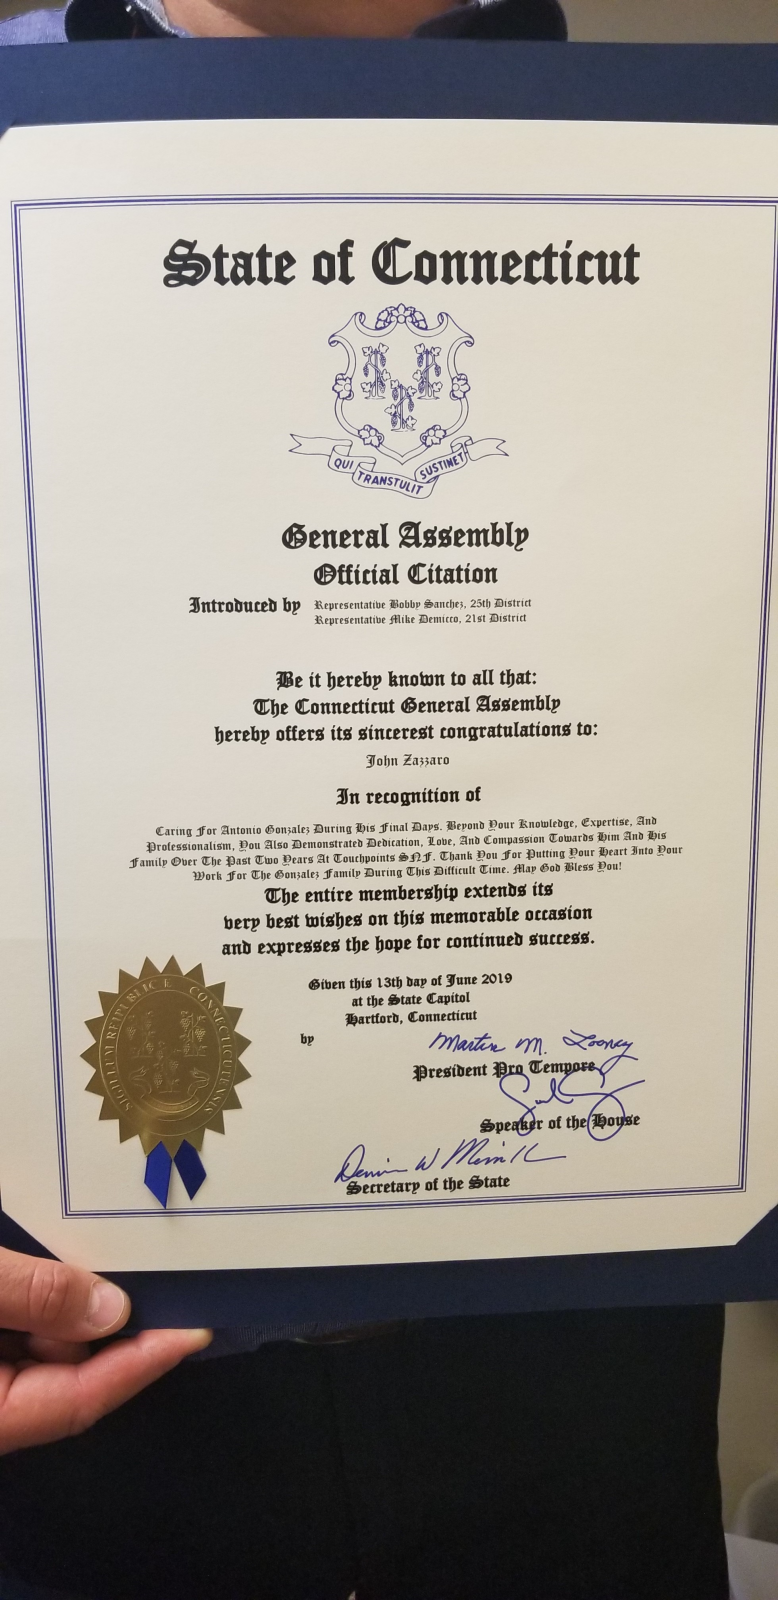 State of Connecticut
QUI TRANSTULIT SUSTINET
General Assembly
Official Citation
Introduced by Representative Bobby Sanchez, 25th District
Representative Mike Demicco, 21st District
Be it hereby known to all that:
The Connecticut General Assembly
hereby offers its sincerest congratulations to:
John Zazzaro
In recognition of
Caring For Antonio Gonzalez During His Final Days. Beyond Your Knowledge, Expertise, And
Professionalism, You Also Demonstrated Dedication, Love, And Compassion Towards Him And His
Family Over The Past Two Years At Touchpoints SNF. Thank You For Putting Your Heart Into Your
Work For The Gonzalez Family During This Difficult Time. May God Bless You!
The entire membership extends its
very best wishes on this memorable occasion
and expresses the hope for continued success.
Given this 13th day of June 2019
at the State Capitol
Hartford, Connecticut
by
Martin M. Looney
President Pro Tempore
Speaker of the House
Denise W Merrill
Secretary of the State
SIGILLUM REIPUBLICÆ CONNECTICUTENSIS